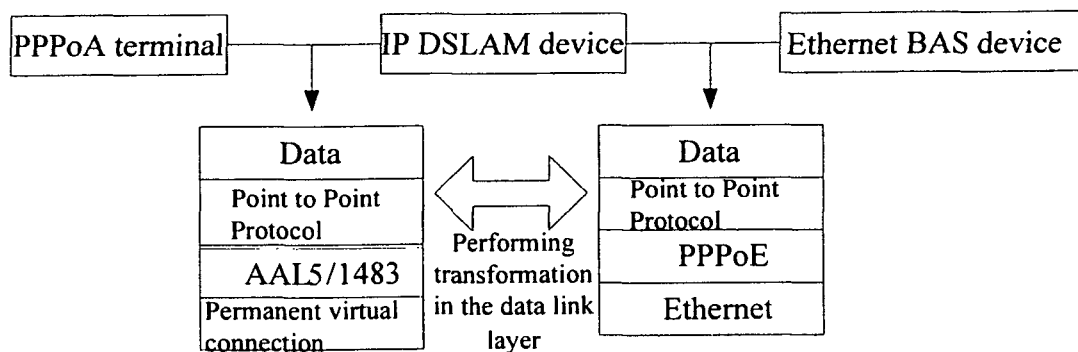 PPPoA terminal
IP DSLAM device
Ethernet BAS device
Data
Point to Point
Protocol
AAL5/1483
Permanent virtual
connection
Performing
transformation
in the data link
layer
Data
Point to Point
Protocol
PPPoE
Ethernet